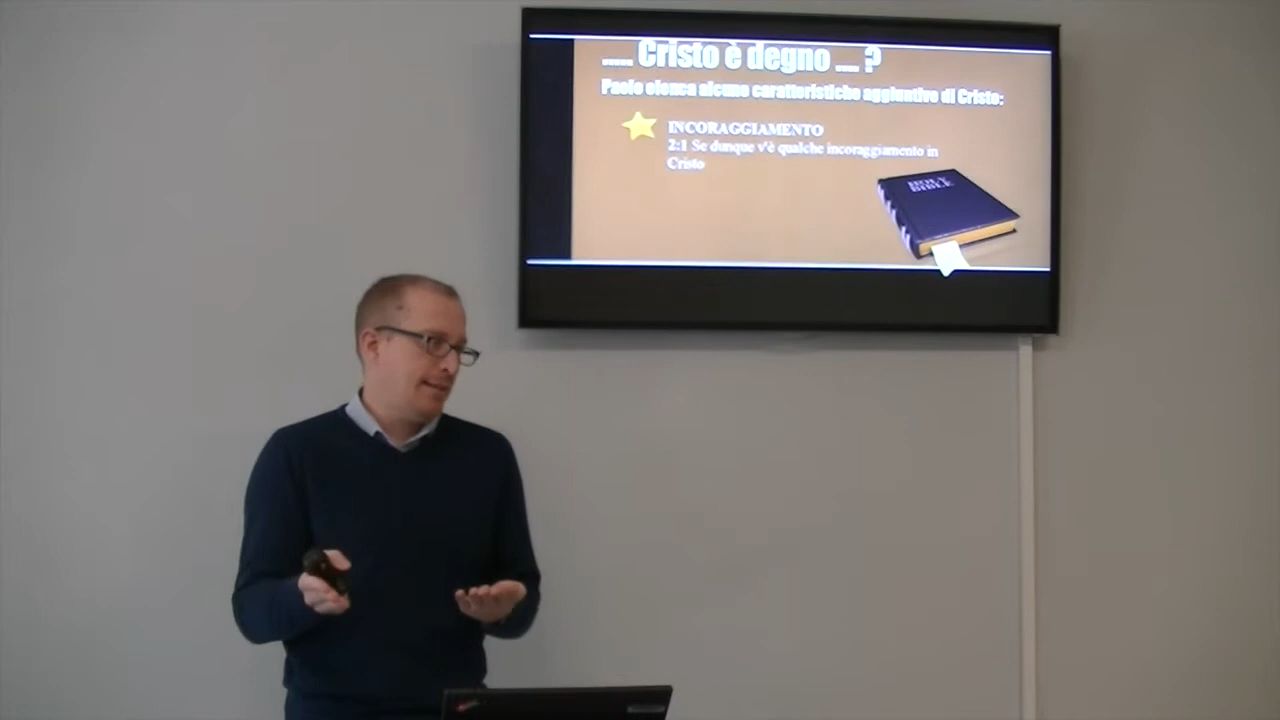 ..... Cristo è degno .... ?
Paolo elenca alcune caratteristiche aggiuntive di Cristo:
INCORAGGIAMENTO
2:1 Se dunque v'è qualche incoraggiamento in
Cristo
HOLY
BIBLE